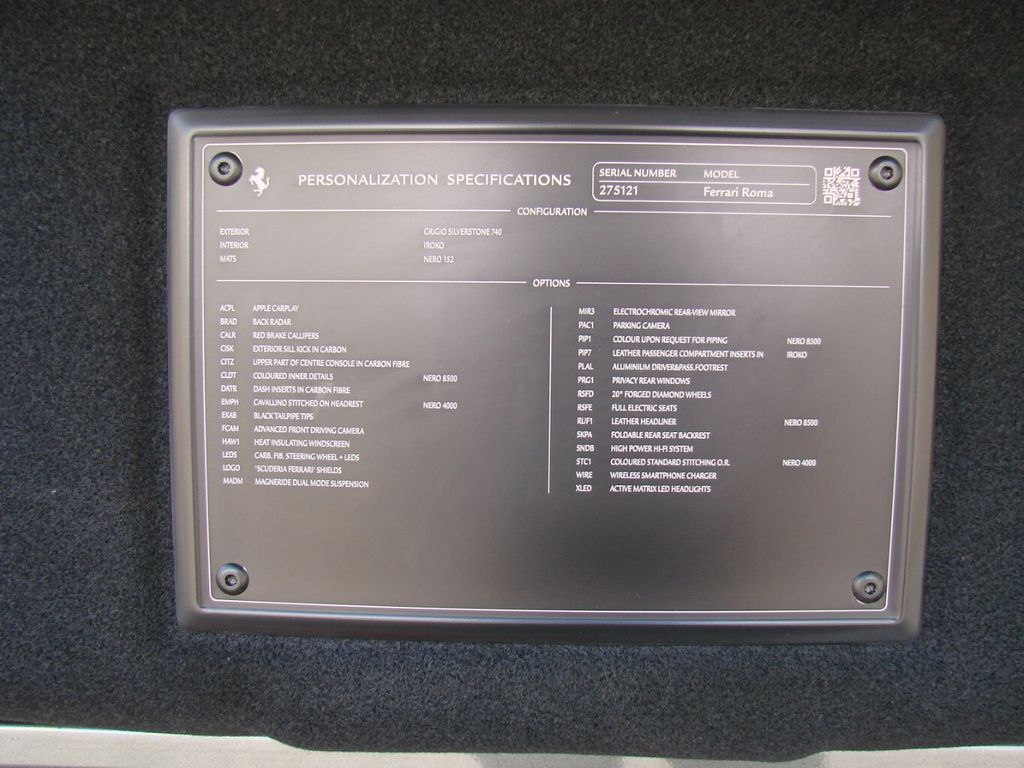 PERSONALIZATION SPECIFICATIONS
SERIAL NUMBER MODEL
275121 Ferrari Roma
CONFIGURATION
EXTERIOR GRIGIO SILVERSTONE 740
INTERIOR IROKO
MATS NERO 152
OPTIONS
ACPL APPLE CARPLAY
BRAD BACK RADAR
CALR RED BRAKE CALLIPERS
CISK EXTERIOR SILL KICK IN CARBON
CITZ UPPER PART OF CENTRE CONSOLE IN CARBON FIBRE
CLDT COLOURED INNER DETAILS NERO 8500
DATR DASH INSERTS IN CARBON FIBRE
EMPH CAVALLINO STITCHED ON HEADREST NERO 4000
EXAB BLACK TAILPIPE TIPS
FCAM ADVANCED FRONT DRIVING CAMERA
HAW1 HEAT INSULATING WINDSCREEN
LEDS CARB. FIB. STEERING WHEEL + LEDS
LOGO 'SCUDERIA FERRARI' SHIELDS
MADM MAGNERIDE DUAL MODE SUSPENSION
MIR3 ELECTROCHROMIC REAR-VIEW MIRROR
PAC1 PARKING CAMERA
PIP1 COLOUR UPON REQUEST FOR PIPING NERO 8500
PIP7 LEATHER PASSENGER COMPARTMENT INSERTS IN IROKO
PLAL ALLIMINIUM DRIVER&PASS.FOOTREST
PRG1 PRIVACY REAR WINDOWS
RSFD 20" FORGED DIAMOND WHEELS
RSFE FULL ELECTRIC SEATS
RUF1 LEATHER HEADLINER NERO 8500
SKPA FOLDABLE REAR SEAT BACKREST
SNDB HIGH POWER HI-FI SYSTEM
STC1 COLOURED STANDARD STITCHING O.R. NERO 4000
WIRE WIRELESS SMARTPHONE CHARGER
XLED ACTIVE MATRIX LED HEADLIGHTS